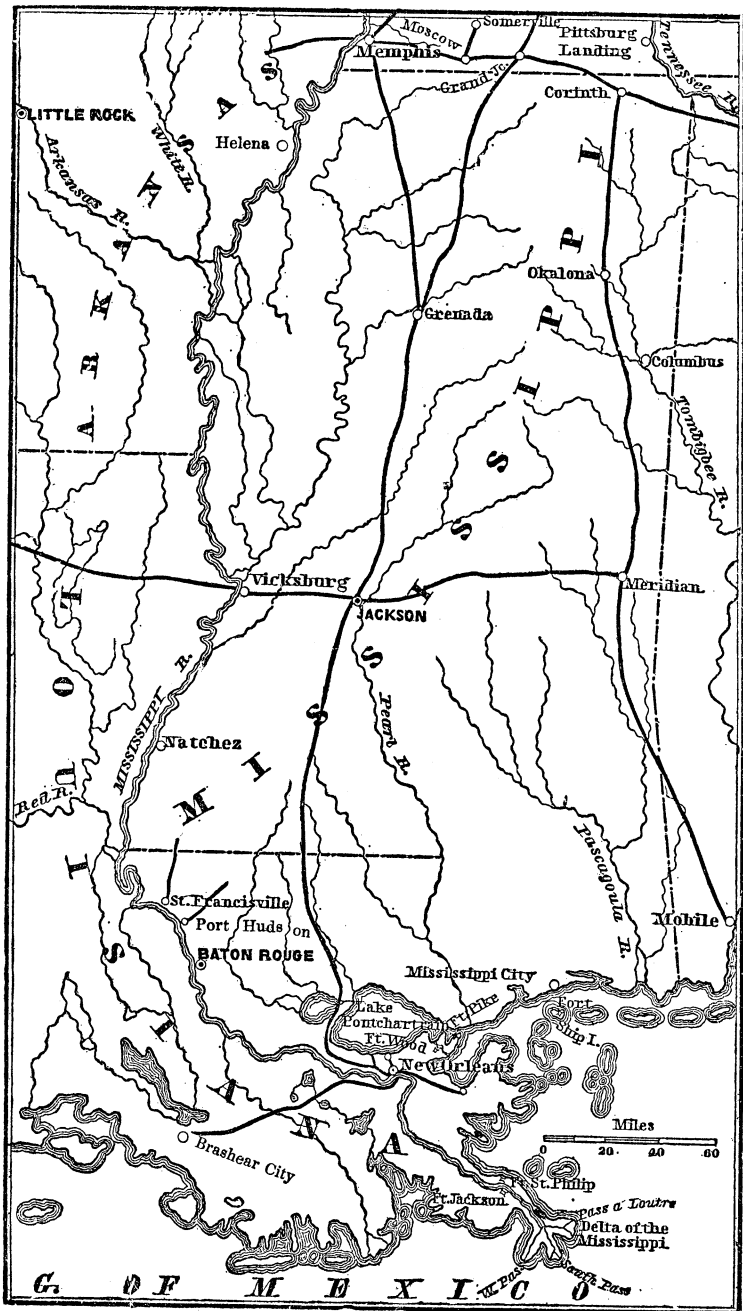 Somerville
Moscow
Pittsburg
Landing
Tennessee R.
Memphis
Grand Jc.
Corinth
LITTLE ROCK
Helena
White R.
Arkansas R.
ARKANSAS
Okalona
Grenada
Columbus
Tombigbee R.
MISSISSIPPI
Vicksburg
JACKSON
Meridian
MISSISSIPPI R.
Pearl R.
Natchez
Red R.
LOUISIANA
Pascagoula R.
St. Francisville
Port Hudson
BATON ROUGE
Mobile
Mississippi City
Lake
Pontchartrain
Ft. Pike
Ft. Wood
Fort
Ship I.
New Orleans
Miles
0 20 40 60
Brashear City
Ft. St. Philip
Ft. Jackson
Pass a' Loutre
Delta of the
Mississippi
W. Pass
South Pass
G. OF MEXICO